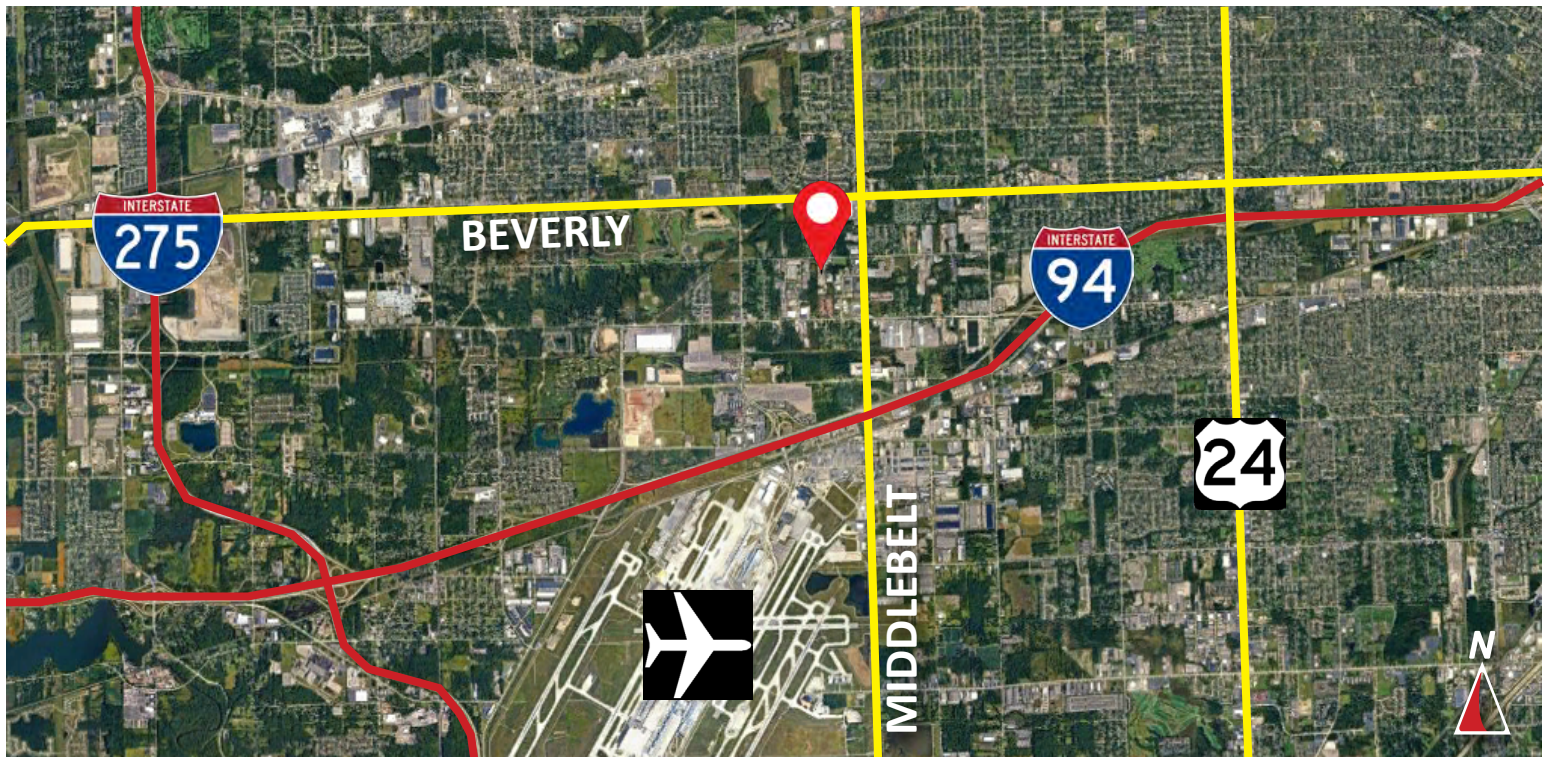 INTERSTATE
275
BEVERLY
INTERSTATE
94
24
MIDDLEBELT
N